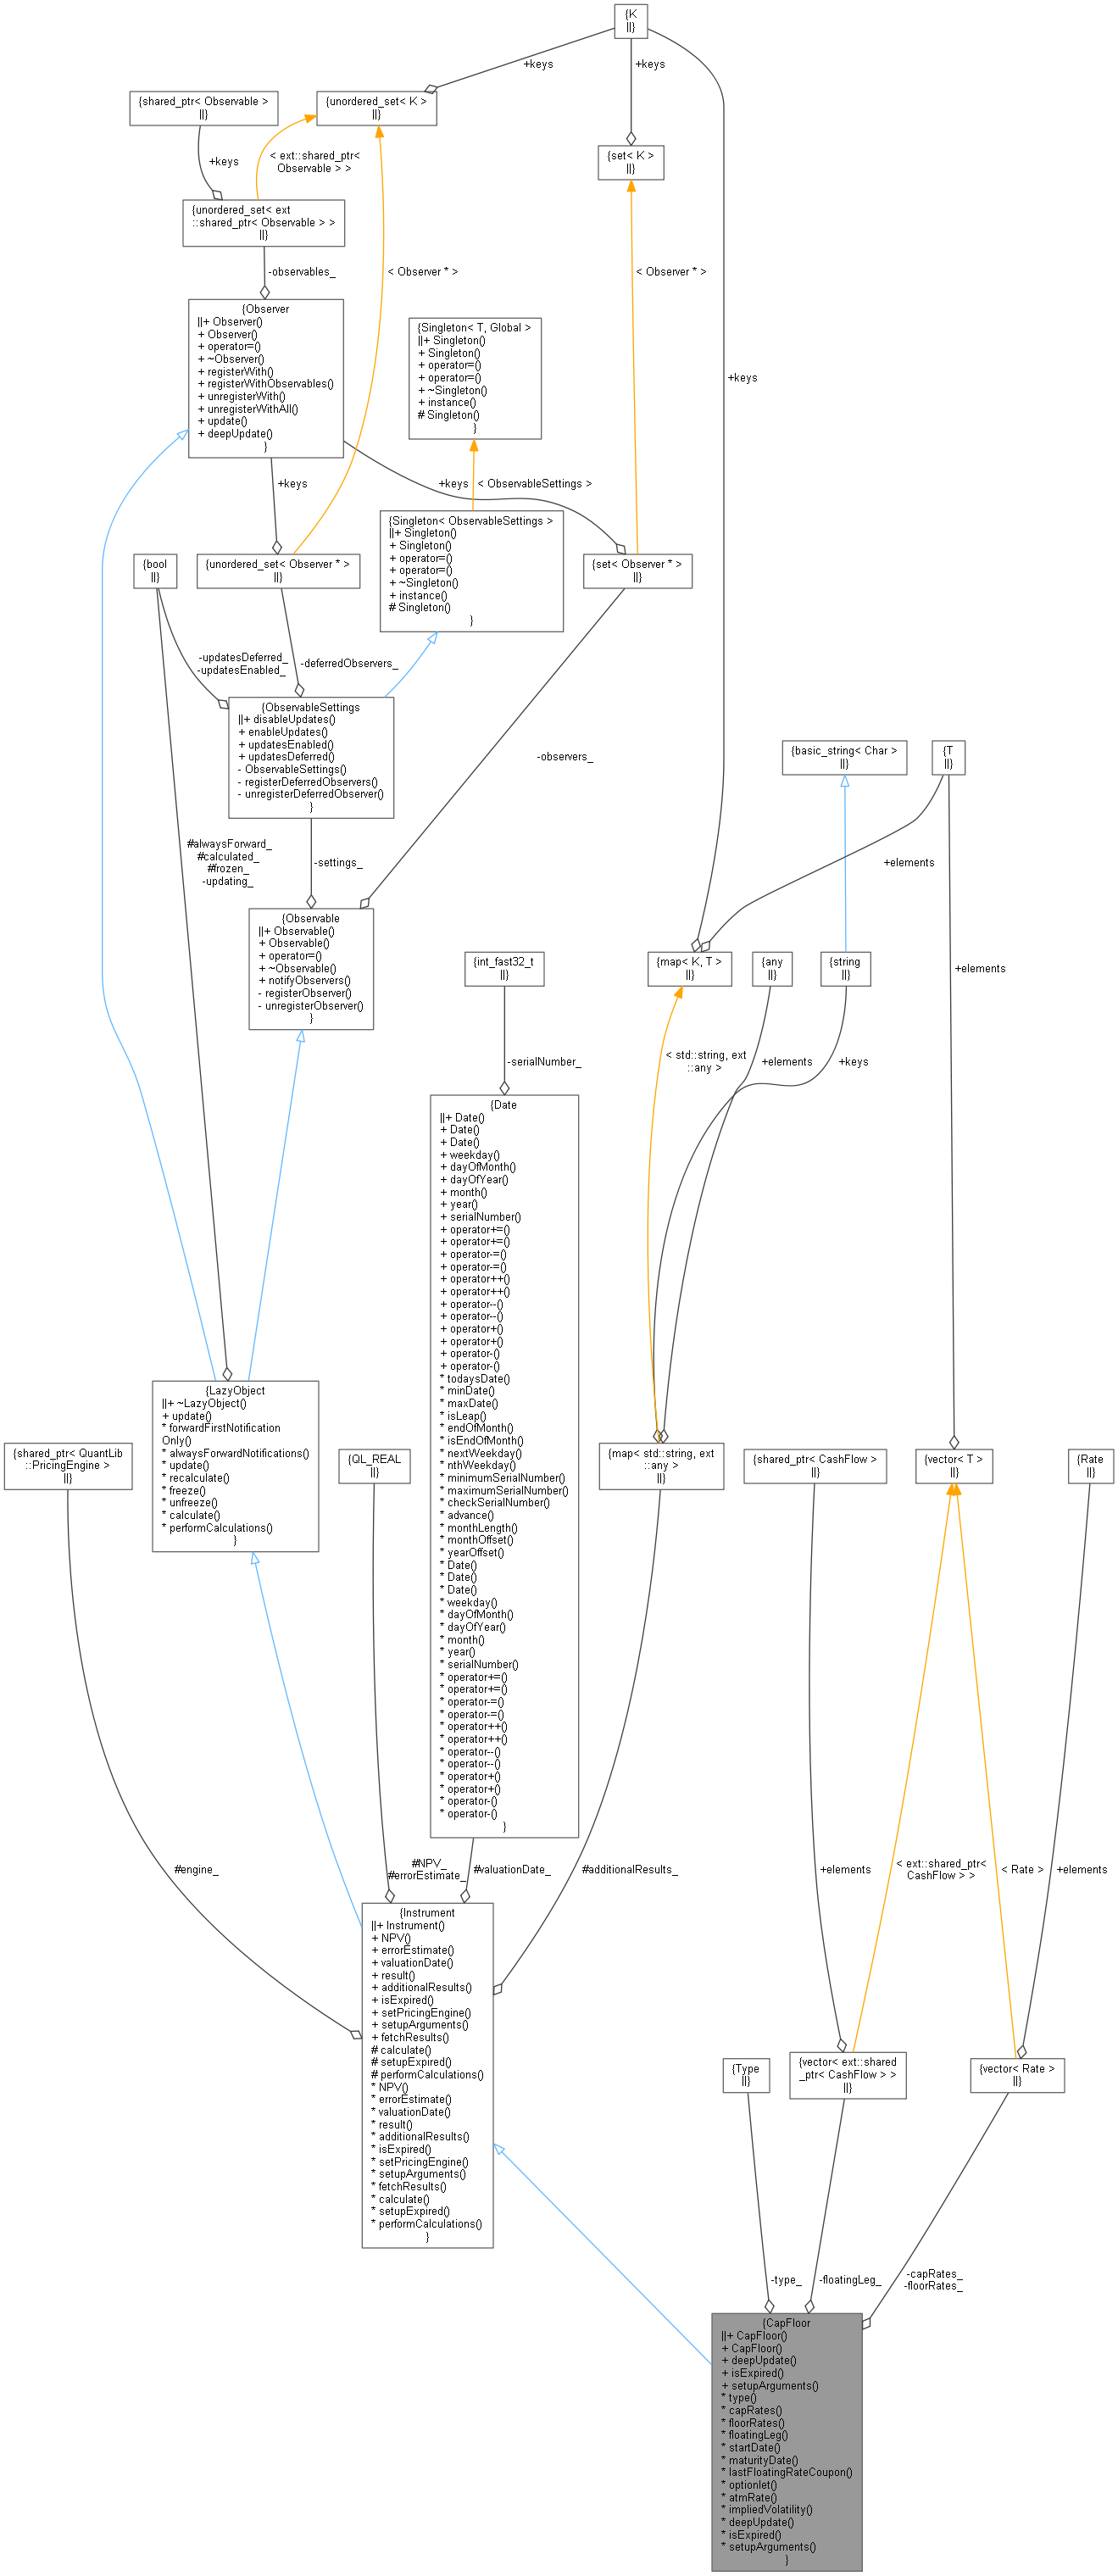 {K
||}
+keys
+keys
{shared_ptr< Observable >
||}
{unordered_set< K >
||}
+keys
< ext::shared_ptr<
Observable > >
{set< K >
||}
{unordered_set< ext
::shared_ptr< Observable > >
||}
-observables_
< Observer * >
< Observer * >
{Observer
||+ Observer()
+ Observer()
+ operator=()
+ ~Observer()
+ registerWith()
+ registerWithObservables()
+ unregisterWith()
+ unregisterWithAll()
+ update()
+ deepUpdate()
}
{Singleton< T, Global >
||+ Singleton()
+ Singleton()
+ operator=()
+ operator=()
+ ~Singleton()
+ instance()
# Singleton()
}
+keys
+keys
+keys
< ObservableSettings >
{bool
||}
{unordered_set< Observer * >
||}
{Singleton< ObservableSettings >
||+ Singleton()
+ Singleton()
+ operator=()
+ operator=()
+ ~Singleton()
+ instance()
# Singleton()
}
{set< Observer * >
||}
-updatesDeferred_
-updatesEnabled_
-deferredObservers_
{ObservableSettings
||+ disableUpdates()
+ enableUpdates()
+ updatesEnabled()
+ updatesDeferred()
- ObservableSettings()
- registerDeferredObservers()
- unregisterDeferredObserver()
}
-observers_
{basic_string< Char >
||}
{T
||}
#alwaysForward_
#calculated_
#frozen_
-updating_
-settings_
+elements
{Observable
||+ Observable()
+ Observable()
+ operator=()
+ ~Observable()
+ notifyObservers()
- registerObserver()
- unregisterObserver()
}
{int_fast32_t
||}
{map< K, T >
||}
{any
||}
{string
||}
+elements
-serialNumber_
< std::string, ext
::any >
+elements
+keys
{Date
||+ Date()
+ Date()
+ Date()
+ weekday()
+ dayOfMonth()
+ dayOfYear()
+ month()
+ year()
+ serialNumber()
+ operator+=()
+ operator+=()
+ operator-=()
+ operator-=()
+ operator++()
+ operator++()
+ operator--()
+ operator--()
+ operator+()
+ operator+()
+ operator-()
+ operator-()
* todaysDate()
* minDate()
* maxDate()
* isLeap()
* endOfMonth()
* isEndOfMonth()
* nextWeekday()
* nthWeekday()
* minimumSerialNumber()
* maximumSerialNumber()
* checkSerialNumber()
* advance()
* monthLength()
* monthOffset()
* yearOffset()
* Date()
* Date()
* Date()
* weekday()
* dayOfMonth()
* dayOfYear()
* month()
* year()
* serialNumber()
* operator+=()
* operator+=()
* operator-=()
* operator-=()
* operator++()
* operator++()
* operator--()
* operator--()
* operator+()
* operator+()
* operator-()
* operator-()
}
{LazyObject
||+ ~LazyObject()
+ update()
* forwardFirstNotification
Only()
* alwaysForwardNotifications()
* update()
* recalculate()
* freeze()
* unfreeze()
* calculate()
* performCalculations()
}
{shared_ptr< QuantLib
::PricingEngine >
||}
{QL_REAL
||}
{map< std::string, ext
::any >
||}
{shared_ptr< CashFlow >
||}
{vector< T >
||}
{Rate
||}
#engine_
#NPV_
#errorEstimate_
#valuationDate_
#additionalResults_
+elements
< ext::shared_ptr<
CashFlow > >
< Rate >
+elements
{Instrument
||+ Instrument()
+ NPV()
+ errorEstimate()
+ valuationDate()
+ result()
+ additionalResults()
+ isExpired()
+ setPricingEngine()
+ setupArguments()
+ fetchResults()
# calculate()
# setupExpired()
# performCalculations()
* NPV()
* errorEstimate()
* valuationDate()
* result()
* additionalResults()
* isExpired()
* setPricingEngine()
* setupArguments()
* fetchResults()
* calculate()
* setupExpired()
* performCalculations()
}
{Type
||}
{vector< ext::shared
_ptr< CashFlow > >
||}
{vector< Rate >
||}
-type_
-floatingLeg_
-capRates_
-floorRates_
{CapFloor
||+ CapFloor()
+ CapFloor()
+ deepUpdate()
+ isExpired()
+ setupArguments()
* type()
* capRates()
* floorRates()
* floatingLeg()
* startDate()
* maturityDate()
* lastFloatingRateCoupon()
* optionlet()
* atmRate()
* impliedVolatility()
* deepUpdate()
* isExpired()
* setupArguments()
}